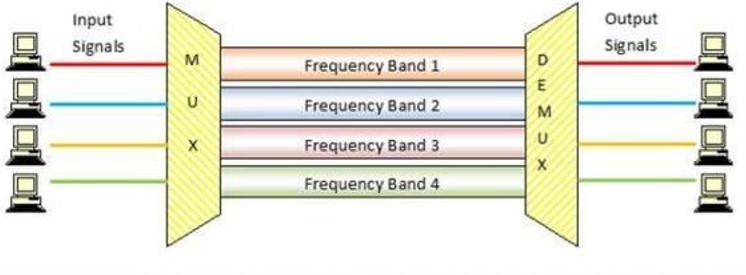 Input
Signals
M
U
X
Frequency Band 1
Frequency Band 2
Frequency Band 3
Frequency Band 4
D
E
M
U
X
Output
Signals